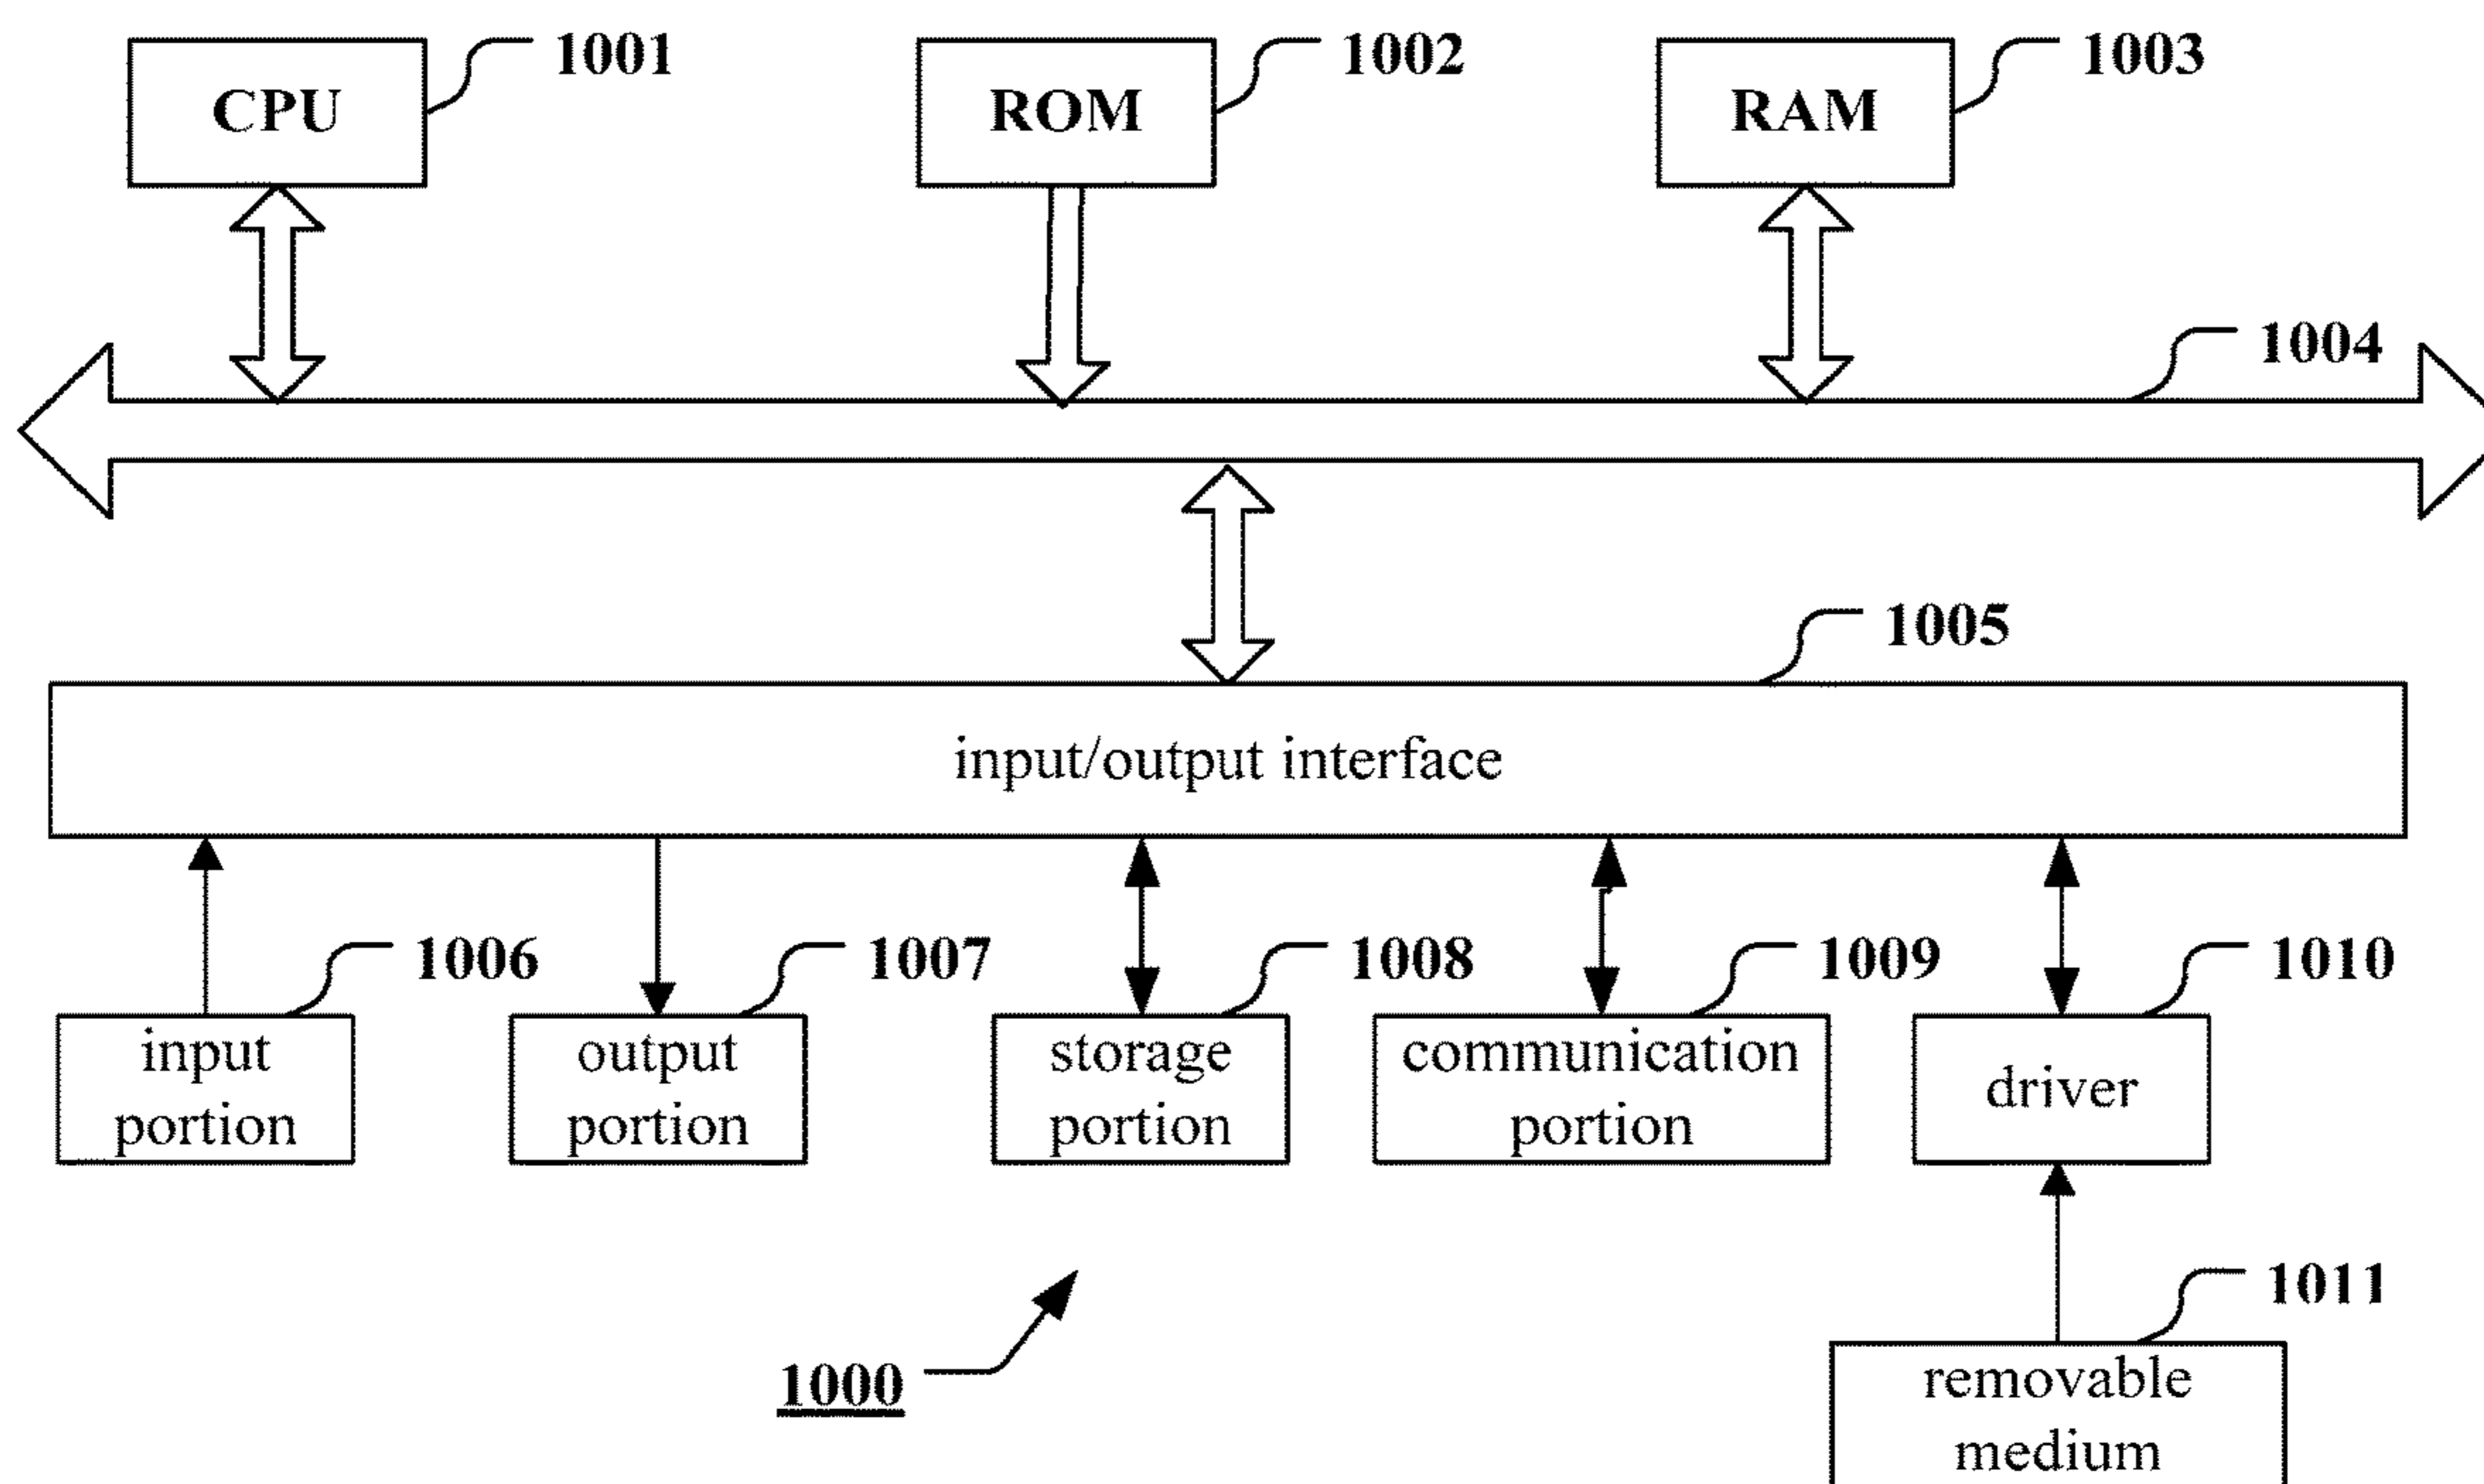 CPU
1001
ROM
1002
RAM
1003
1004
1005
input/output interface
1006
1007
1008
1009
1010
input
portion
output
portion
storage
portion
communication
portion
driver
1011
1000
removable
medium